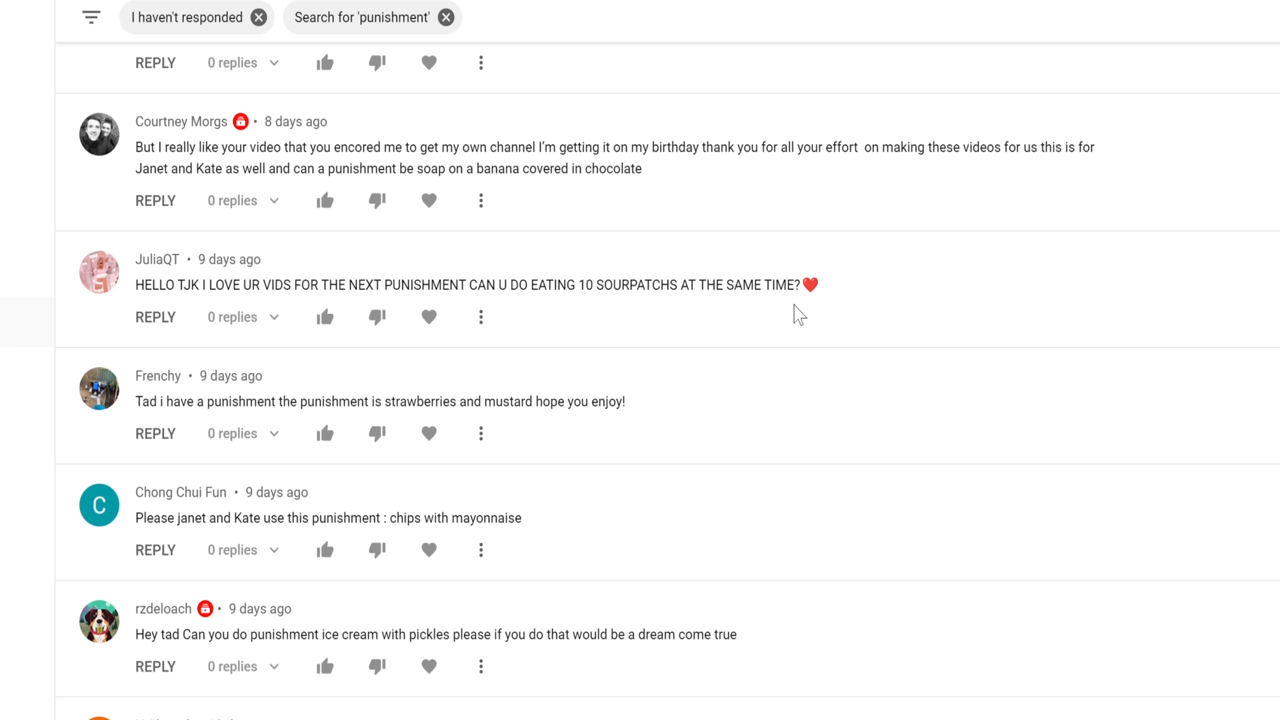 I haven't responded
Search for 'punishment'
REPLY 0 replies
Courtney Morgs • 8 days ago
But I really like your video that you encored me to get my own channel I'm getting it on my birthday thank you for all your effort on making these videos for us this is for
Janet and Kate as well and can a punishment be soap on a banana covered in chocolate
REPLY 0 replies
JuliaQT • 9 days ago
HELLO TJK I LOVE UR VIDS FOR THE NEXT PUNISHMENT CAN U DO EATING 10 SOURPATCHS AT THE SAME TIME?❤️
REPLY 0 replies
Frenchy • 9 days ago
Tad i have a punishment the punishment is strawberries and mustard hope you enjoy!
REPLY 0 replies
C
Chong Chui Fun • 9 days ago
Please janet and Kate use this punishment : chips with mayonnaise
REPLY 0 replies
rzdeloach • 9 days ago
Hey tad Can you do punishment ice cream with pickles please if you do that would be a dream come true
REPLY 0 replies